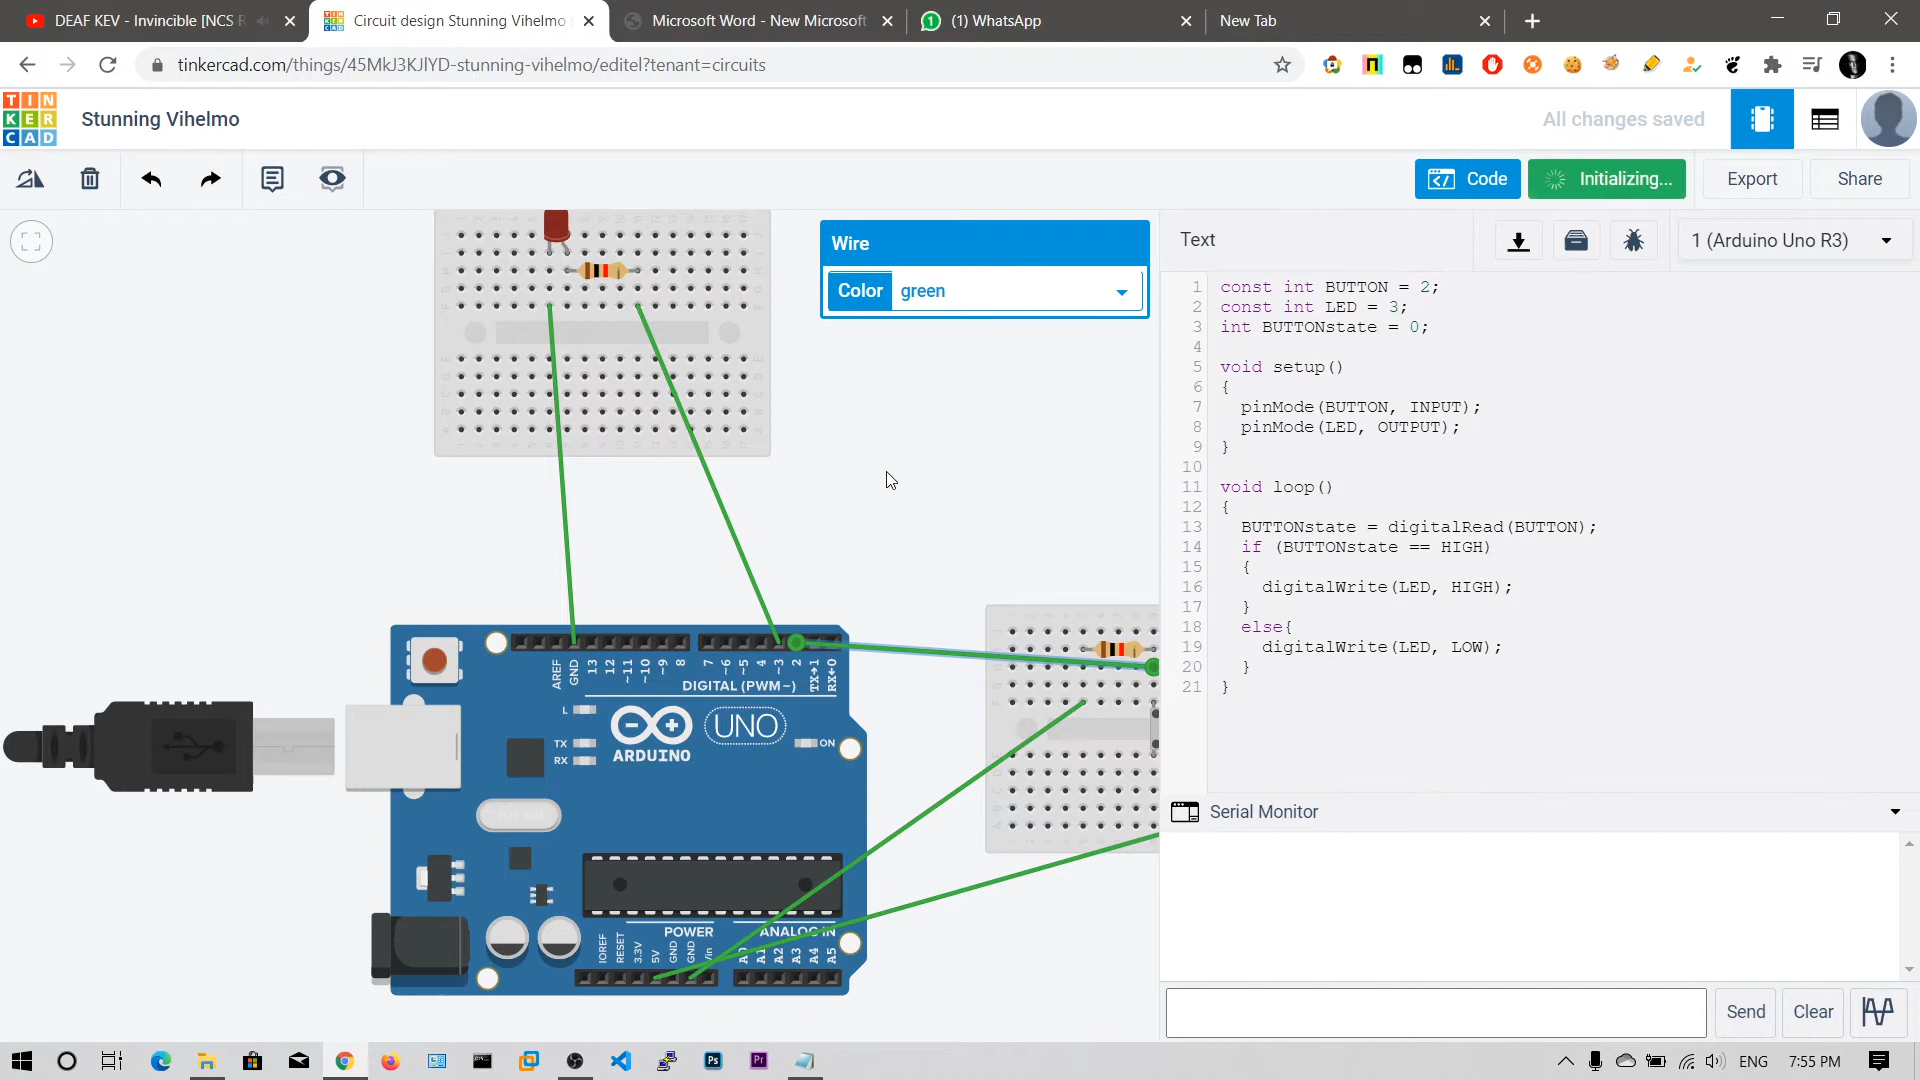 DEAF KEV - Invincible [NCS R
Circuit design Stunning Vihelmo
Microsoft Word - New Microsoft
(1) WhatsApp
New Tab
tinkercad.com/things/45MkJ3KJlYD-stunning-vihelmo/editel?tenant=circuits
TINKERCAD
Stunning Vihelmo
All changes saved
Code
Initializing...
Export
Share
Wire
Color
green
Text
1 (Arduino Uno R3)
1 const int BUTTON = 2;
2 const int LED = 3;
3 int BUTTONstate = 0;
4
5 void setup()
6 {
7 pinMode(BUTTON, INPUT);
8 pinMode(LED, OUTPUT);
9 }
10
11 void loop()
12 {
13 BUTTONstate = digitalRead(BUTTON);
14 if (BUTTONstate == HIGH)
15 {
16 digitalWrite(LED, HIGH);
17 }
18 else{
19 digitalWrite(LED, LOW);
20 }
21 }
AREF GND 13 12 ~11 ~10 ~9 8 7 ~6 ~5 4 ~3 2 TX→1 RX←0
DIGITAL (PWM~)
L
TX
RX
ARDUINO
UNO
ON
POWER
ANALOG IN
IOREF RESET 3.3V 5V GND GND Vin A0 A1 A2 A3 A4 A5
Serial Monitor
Send
Clear
ENG
7:55 PM